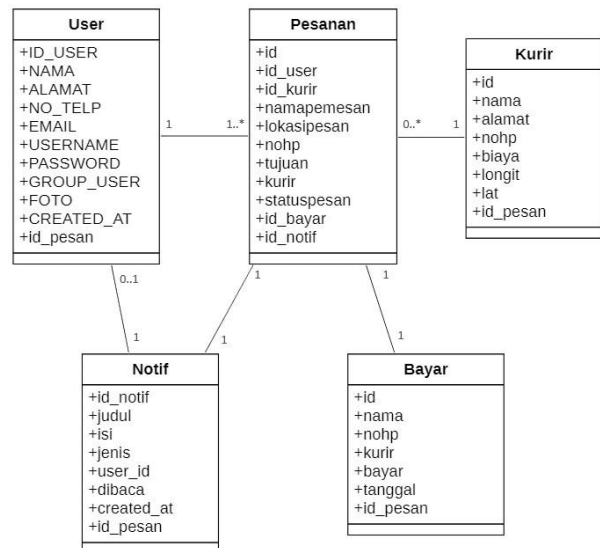 User
+ID_USER
+NAMA
+ALAMAT
+NO_TELP
+EMAIL
+USERNAME
+PASSWORD
+GROUP_USER
+FOTO
+CREATED_AT
+id_pesan
1
1..*
Pesanan
+id
+id_user
+id_kurir
+namapemesan
+lokasipesan
+nohp
+tujuan
+kurir
+statuspesan
+id_bayar
+id_notif
0..*
1
Kurir
+id
+nama
+alamat
+nohp
+biaya
+longit
+lat
+id_pesan
0..1
1
1
1
1
1
Notif
+id_notif
+judul
+isi
+jenis
+user_id
+dibaca
+created_at
+id_pesan
Bayar
+id
+nama
+nohp
+kurir
+bayar
+tanggal
+id_pesan